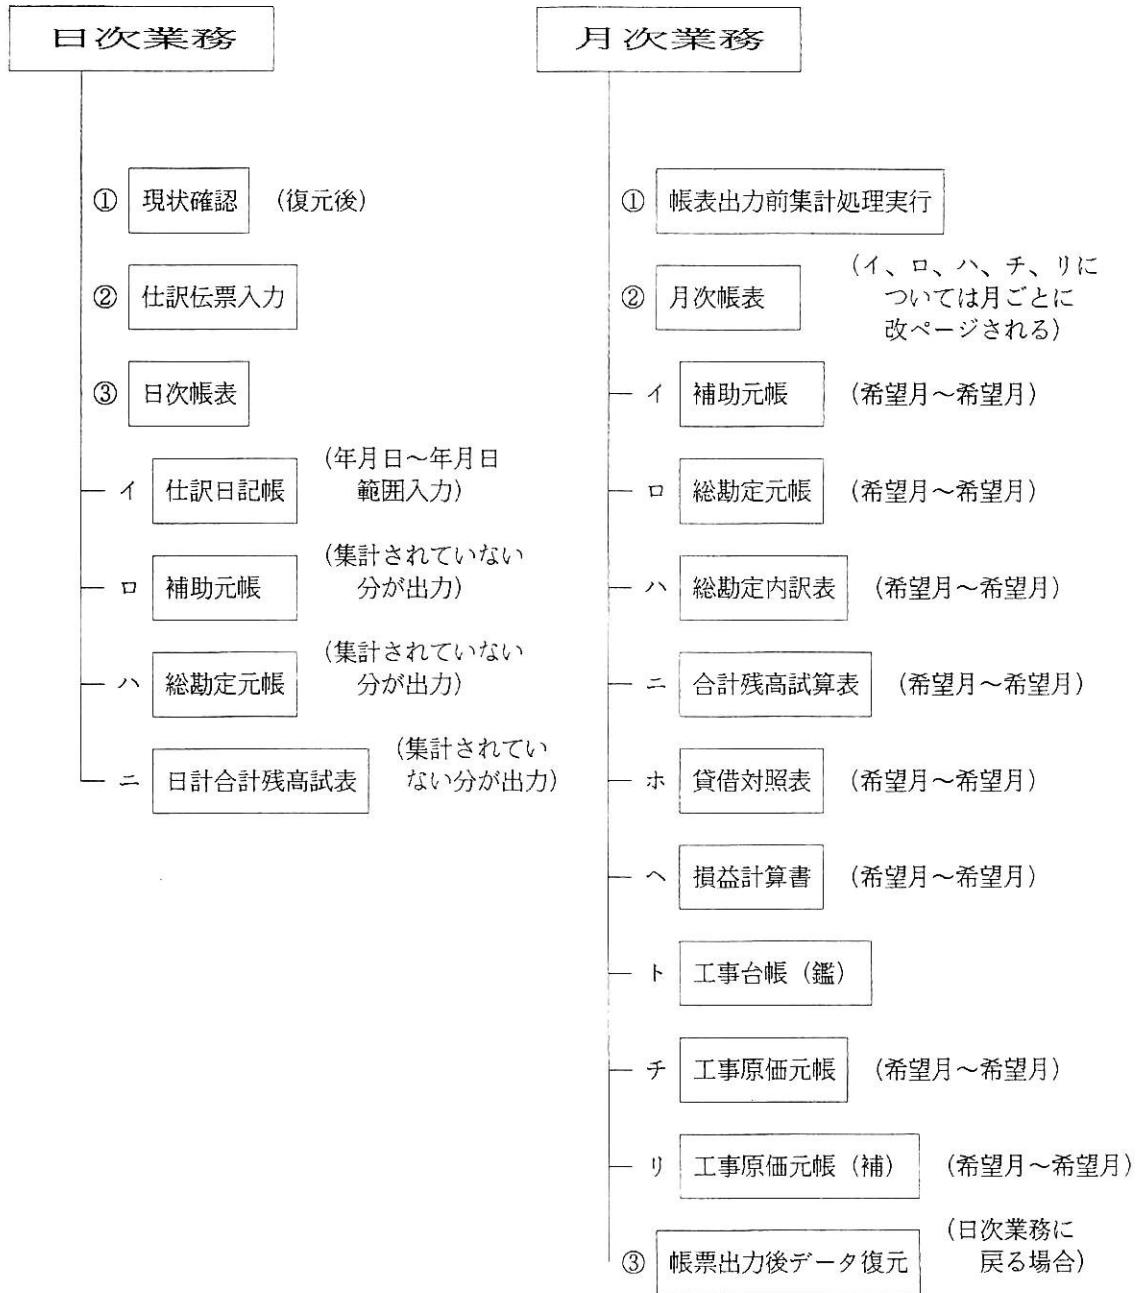 日次業務
① 現状確認 (復元後)
② 仕訳伝票入力
③ 日次帳表
イ 仕訳日記帳 (年月日～年月日
範囲入力)
ロ 補助元帳 (集計されていない
分が出力)
ハ 総勘定元帳 (集計されていない
分が出力)
ニ 日計合計残高試表 (集計されてい
ない分が出力)
月次業務
① 帳表出力前集計処理実行
② 月次帳表 (イ、ロ、ハ、チ、リに
ついては月ごとに
改ページされる)
イ 補助元帳 (希望月～希望月)
ロ 総勘定元帳 (希望月～希望月)
ハ 総勘定内訳表 (希望月～希望月)
ニ 合計残高試算表 (希望月～希望月)
ホ 貸借対照表 (希望月～希望月)
ヘ 損益計算書 (希望月～希望月)
ト 工事台帳 (鑑)
チ 工事原価元帳 (希望月～希望月)
リ 工事原価元帳 (補) (希望月～希望月)
③ 帳票出力後データ復元 (日次業務に
戻る場合)